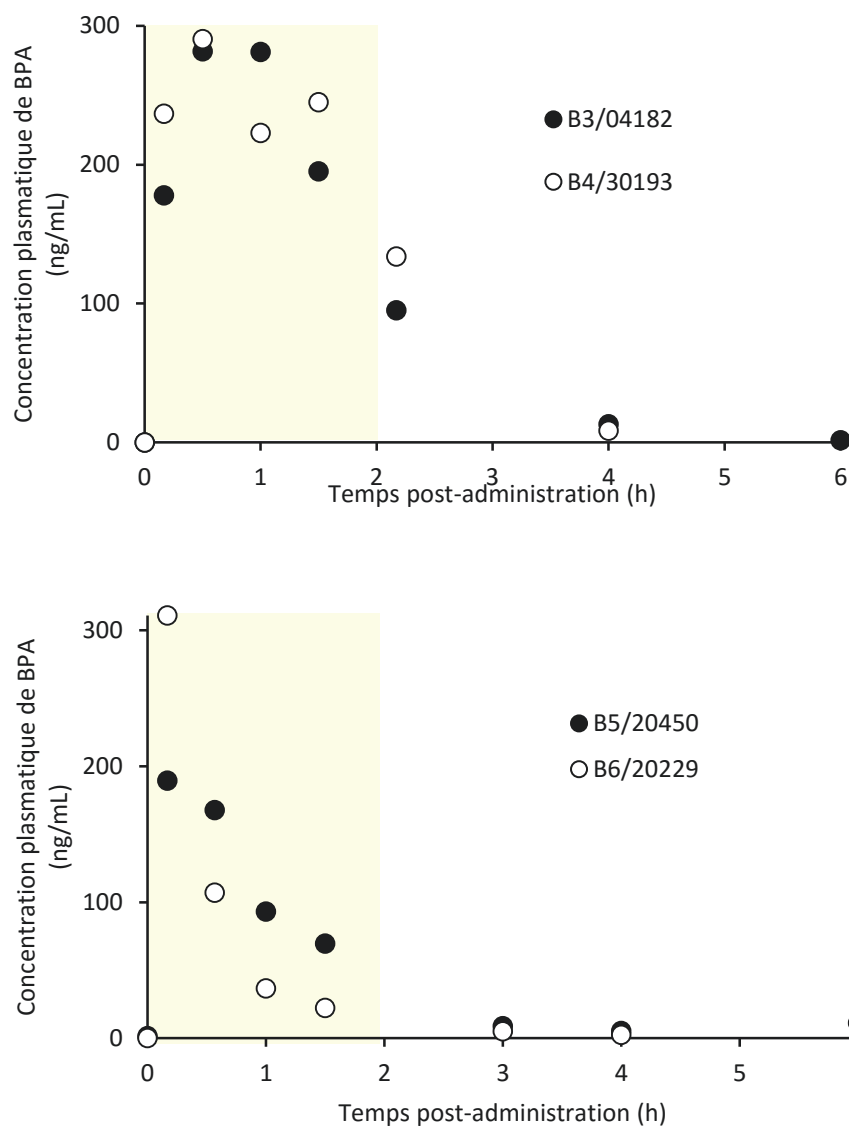 300
200
100
0
Concentration plasmatique de BPA
(ng/mL)
B3/04182
B4/30193
0 1 2 3 4 5 6
Temps post-administration (h)
300
200
100
0
Concentration plasmatique de BPA
(ng/mL)
B5/20450
B6/20229
0 1 2 3 4 5
Temps post-administration (h)